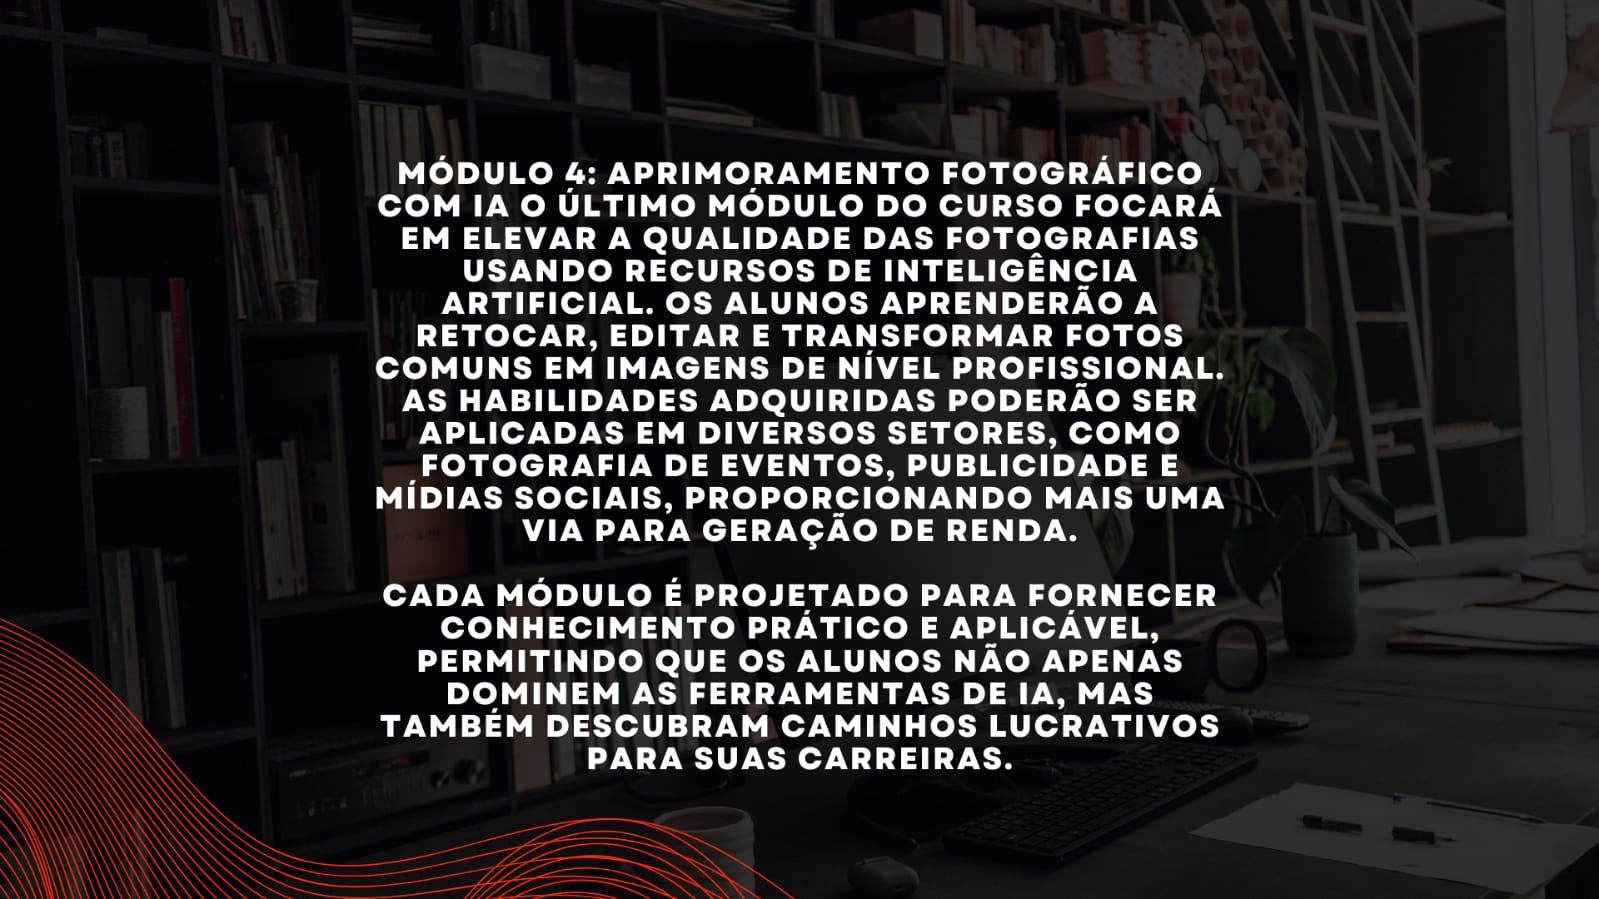 MÓDULO 4: APRIMORAMENTO FOTOGRÁFICO
COM IA O ÚLTIMO MÓDULO DO CURSO FOCARÁ
EM ELEVAR A QUALIDADE DAS FOTOGRAFIAS
USANDO RECURSOS DE INTELIGÊNCIA
ARTIFICIAL. OS ALUNOS APRENDERÃO A
RETOCAR, EDITAR E TRANSFORMAR FOTOS
COMUNS EM IMAGENS DE NÍVEL PROFISSIONAL.
AS HABILIDADES ADQUIRIDAS PODERÃO SER
APLICADAS EM DIVERSOS SETORES, COMO
FOTOGRAFIA DE EVENTOS, PUBLICIDADE E
MÍDIAS SOCIAIS, PROPORCIONANDO MAIS UMA
VIA PARA GERAÇÃO DE RENDA.
CADA MÓDULO É PROJETADO PARA FORNECER
CONHECIMENTO PRÁTICO E APLICÁVEL,
PERMITINDO QUE OS ALUNOS NÃO APENAS
DOMINEM AS FERRAMENTAS DE IA, MAS
TAMBÉM DESCUBRAM CAMINHOS LUCRATIVOS
PARA SUAS CARREIRAS.